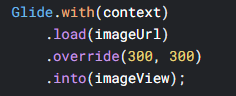 Glide.with(context)
.load(imageUrl)
.override(300, 300)
.into(imageView);